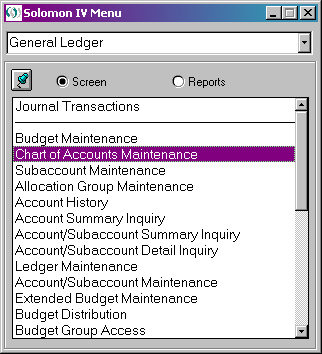 Solomon IV Menu
General Ledger
Screen Reports
Journal Transactions
Budget Maintenance
Chart of Accounts Maintenance
Subaccount Maintenance
Allocation Group Maintenance
Account History
Account Summary Inquiry
Account/Subaccount Summary Inquiry
Account/Subaccount Detail Inquiry
Ledger Maintenance
Account/Subaccount Maintenance
Extended Budget Maintenance
Budget Distribution
Budget Group Access